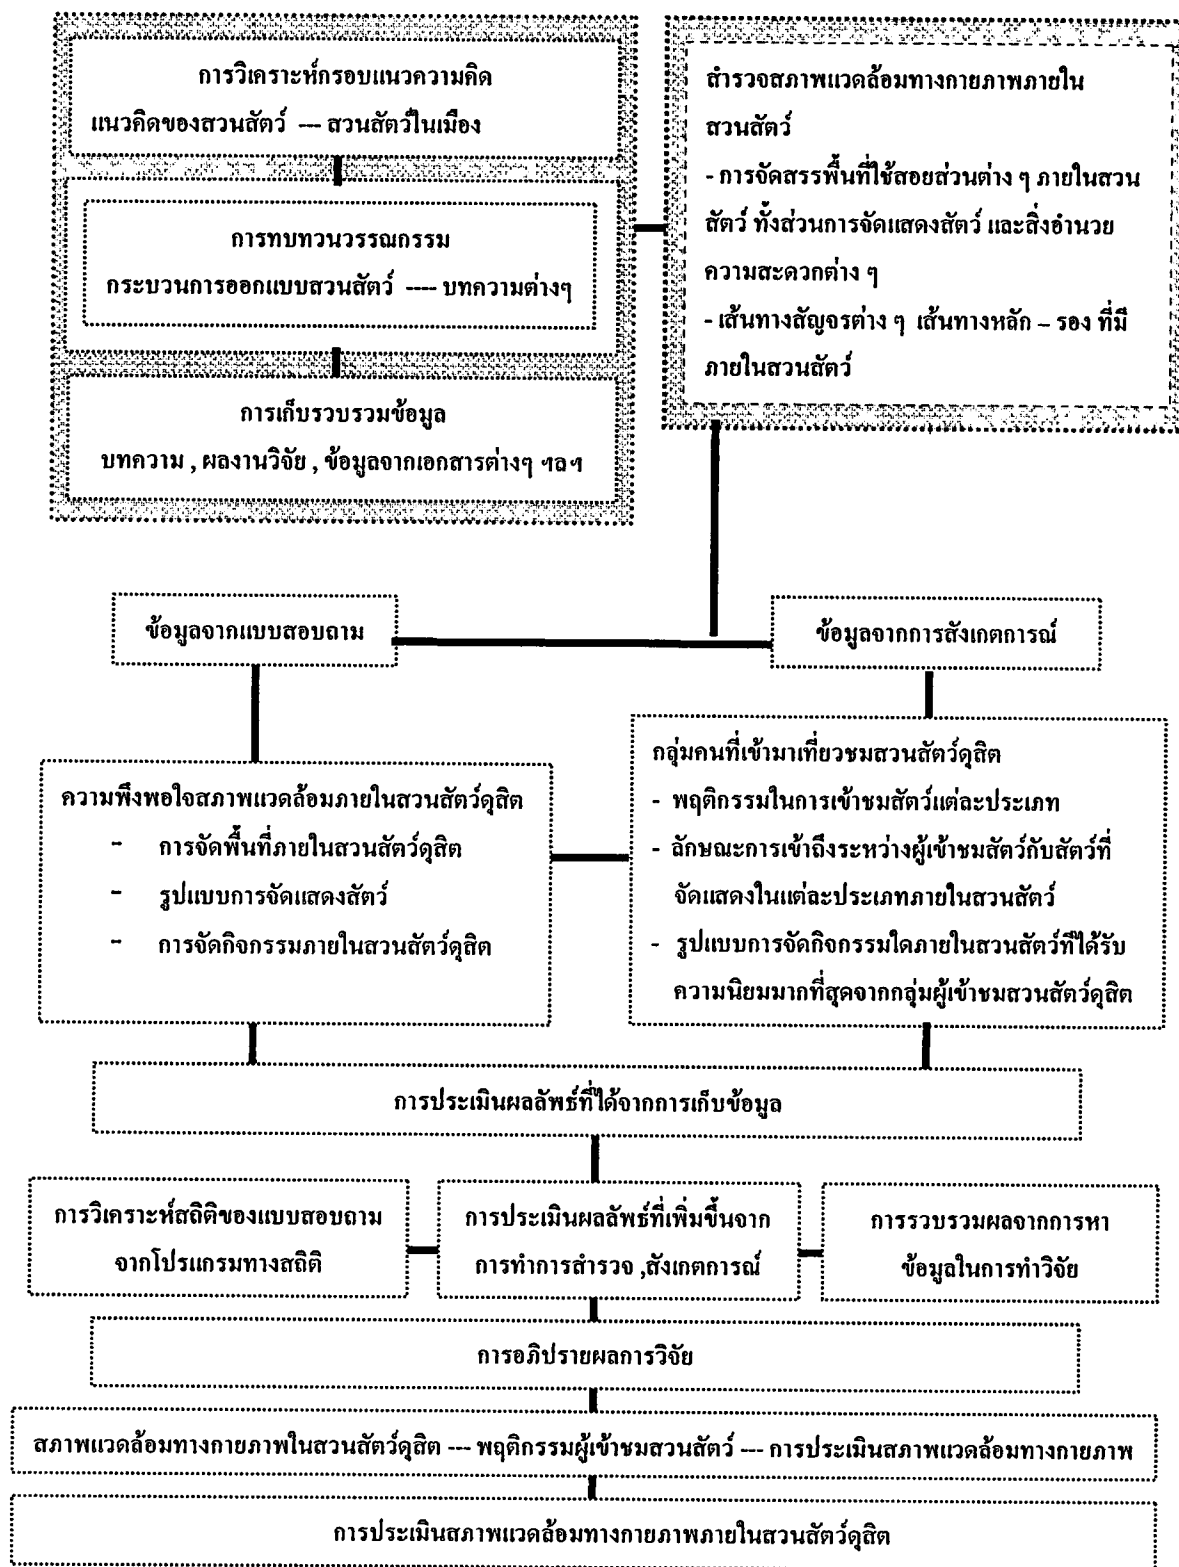 การวิเคราะห์กรอบแนวความคิด
แนวคิดของสวนสัตว์ --- สวนสัตว์ในเมือง
การทบทวนวรรณกรรม
กระบวนการออกแบบสวนสัตว์ ---- บทความต่างๆ
การเก็บรวบรวมข้อมูล
บทความ , ผลงานวิจัย , ข้อมูลจากเอกสารต่างๆ ฯลฯ
สำรวจสภาพแวดล้อมทางกายภาพภายใน
สวนสัตว์
- การจัดสรรพื้นที่ใช้สอยส่วนต่าง ๆ ภายในสวน
สัตว์ ทั้งส่วนการจัดแสดงสัตว์ และสิ่งอำนวย
ความสะดวกต่าง ๆ
- เส้นทางสัญจรต่าง ๆ เส้นทางหลัก – รอง ที่มี
ภายในสวนสัตว์
ข้อมูลจากแบบสอบถาม
ข้อมูลจากการสังเกตการณ์
ความพึงพอใจสภาพแวดล้อมภายในสวนสัตว์ดุสิต
- การจัดพื้นที่ภายในสวนสัตว์ดุสิต
- รูปแบบการจัดแสดงสัตว์
- การจัดกิจกรรมภายในสวนสัตว์ดุสิต
กลุ่มคนที่เข้ามาเที่ยวชมสวนสัตว์ดุสิต
- พฤติกรรมในการเข้าชมสัตว์แต่ละประเภท
- ลักษณะการเข้าถึงระหว่างผู้เข้าชมสัตว์กับสัตว์ที่
จัดแสดงในแต่ละประเภทภายในสวนสัตว์
- รูปแบบการจัดกิจกรรมใดภายในสวนสัตว์ที่ได้รับ
ความนิยมมากที่สุดจากกลุ่มผู้เข้าชมสวนสัตว์ดุสิต
การประเมินผลลัพธ์ที่ได้จากการเก็บข้อมูล
การวิเคราะห์สถิติของแบบสอบถาม
จากโปรแกรมทางสถิติ
การประเมินผลลัพธ์ที่เพิ่มขึ้นจาก
การทำการสำรวจ ,สังเกตการณ์
การรวบรวมผลจากการหา
ข้อมูลในการทำวิจัย
การอภิปรายผลการวิจัย
สภาพแวดล้อมทางกายภาพในสวนสัตว์ดุสิต --- พฤติกรรมผู้เข้าชมสวนสัตว์ --- การประเมินสภาพแวดล้อมทางกายภาพ
การประเมินสภาพแวดล้อมทางกายภาพภายในสวนสัตว์ดุสิต